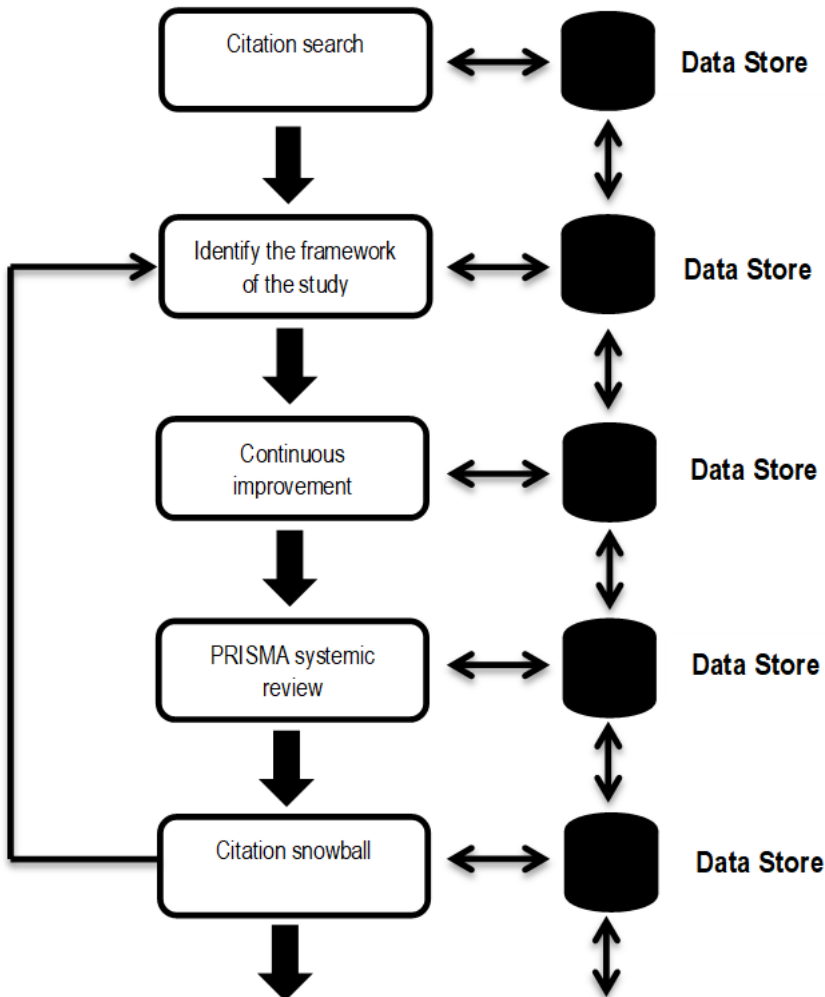 Citation search
Data Store
Identify the framework
of the study
Data Store
Continuous
improvement
Data Store
PRISMA systemic
review
Data Store
Citation snowball
Data Store